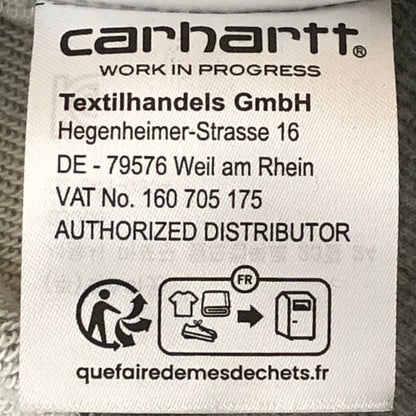 carhartt®
WORK IN PROGRESS
Textilhandels GmbH
Hegenheimer-Strasse 16
DE - 79576 Weil am Rhein
VAT No. 160 705 175
AUTHORIZED DISTRIBUTOR
FR
quefairedemesdechets.fr